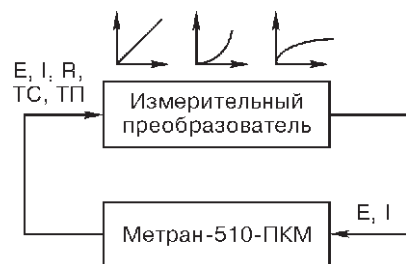 E, I, R,
ТС, ТП
Измерительный
преобразователь
E, I
Метран-510-ПКМ